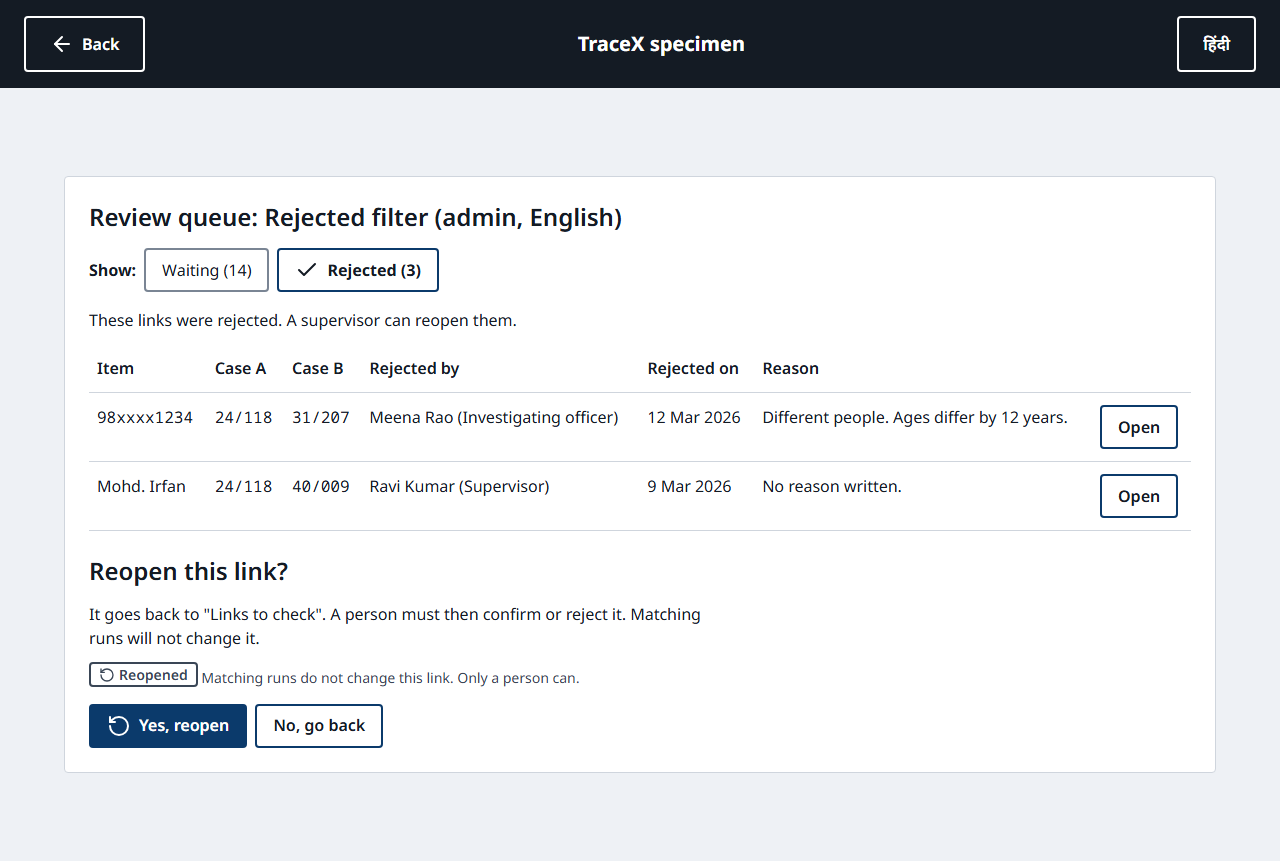 Back
TraceX specimen
हिंदी
Review queue: Rejected filter (admin, English)
Show: Waiting (14) Rejected (3)
These links were rejected. A supervisor can reopen them.
Item Case A Case B Rejected by Rejected on Reason
98xxxx1234 24/118 31/207 Meena Rao (Investigating officer) 12 Mar 2026 Different people. Ages differ by 12 years. Open
Mohd. Irfan 24/118 40/009 Ravi Kumar (Supervisor) 9 Mar 2026 No reason written. Open
Reopen this link?
It goes back to "Links to check". A person must then confirm or reject it. Matching
runs will not change it.
Reopened Matching runs do not change this link. Only a person can.
Yes, reopen No, go back